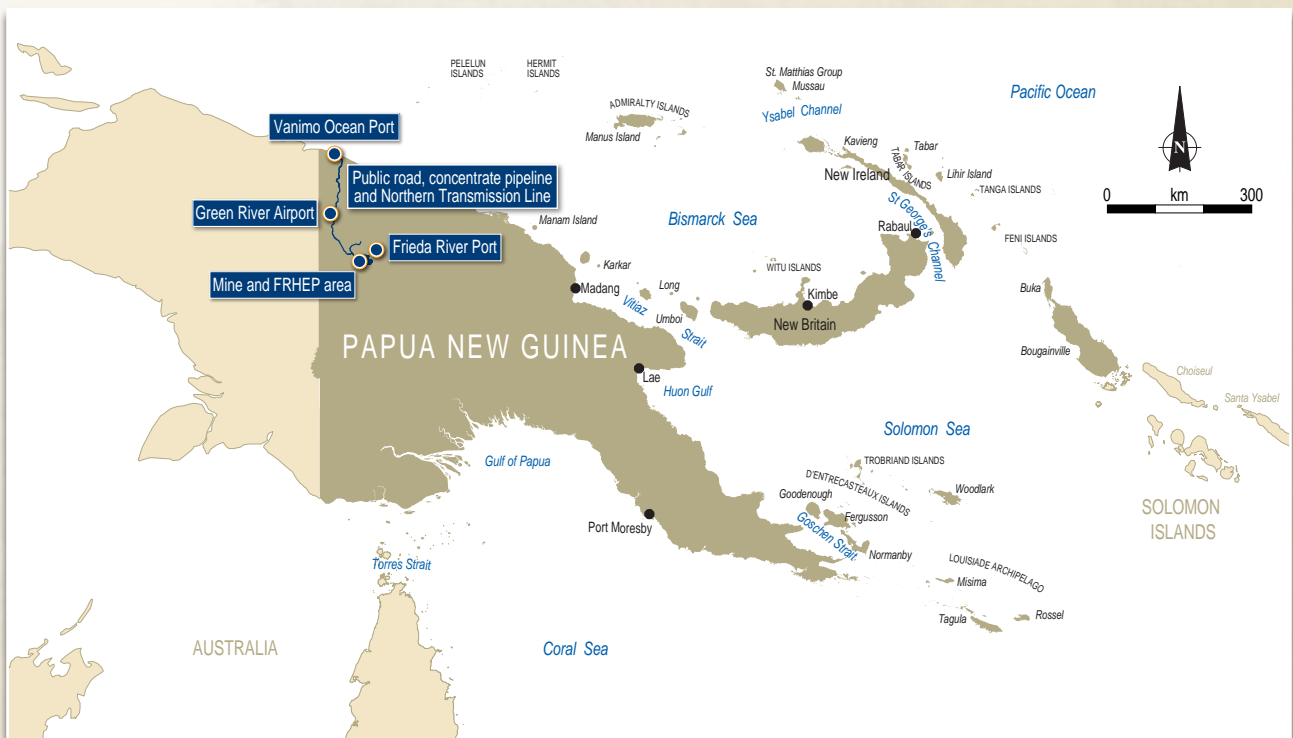 PELELUN
ISLANDS
HERMIT
ISLANDS
St. Matthias Group
Mussau
Pacific Ocean
Ysabel Channel
ADMIRALTY ISLANDS
Manus Island
Vanimo Ocean Port
Kavieng
Tabar
TABAR ISLANDS
N
Public road, concentrate pipeline
and Northern Transmission Line
New Ireland
Lihir Island
TANGA ISLANDS
0 km 300
Green River Airport
Manam Island
Bismarck Sea
St George's Channel
Rabaul
FENI ISLANDS
Frieda River Port
Mine and FRHEP area
Karkar
WITU ISLANDS
Madang
Long
Kimbe
Buka
Vitiaz
Strait
Umboi
New Britain
PAPUA NEW GUINEA
Bougainville
Lae
Huon Gulf
Choiseul
Santa Ysabel
Solomon Sea
Gulf of Papua
TROBRIAND ISLANDS
D'ENTRECASTEAUX ISLANDS
Goodenough
Woodlark
Fergusson
SOLOMON
ISLANDS
Port Moresby
Goschen Strait
Normanby
Torres Strait
LOUISIADE ARCHIPELAGO
Misima
Tagula
Rossel
AUSTRALIA
Coral Sea